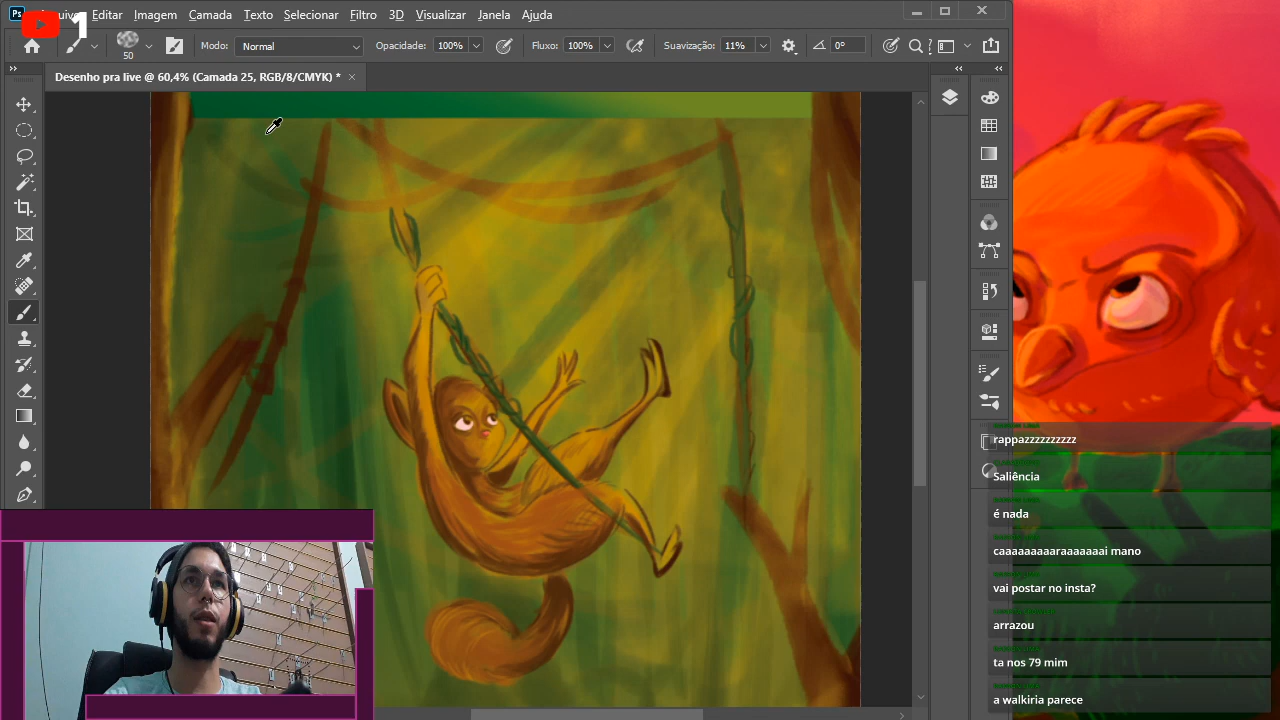 Ps
Editar Imagem Camada Texto Selecionar Filtro 3D Visualizar Janela Ajuda
1
50
Modo: Normal Opacidade: 100% Fluxo: 100% Suavização: 11% 0°
Desenho pra live @ 60,4% (Camada 25, RGB/8/CMYK) *
rappazzzzzzzzzz
Saliência
é nada
caaaaaaaaaraaaaaaai mano
vai postar no insta?
arrazou
ta nos 79 mim
a walkiria parece